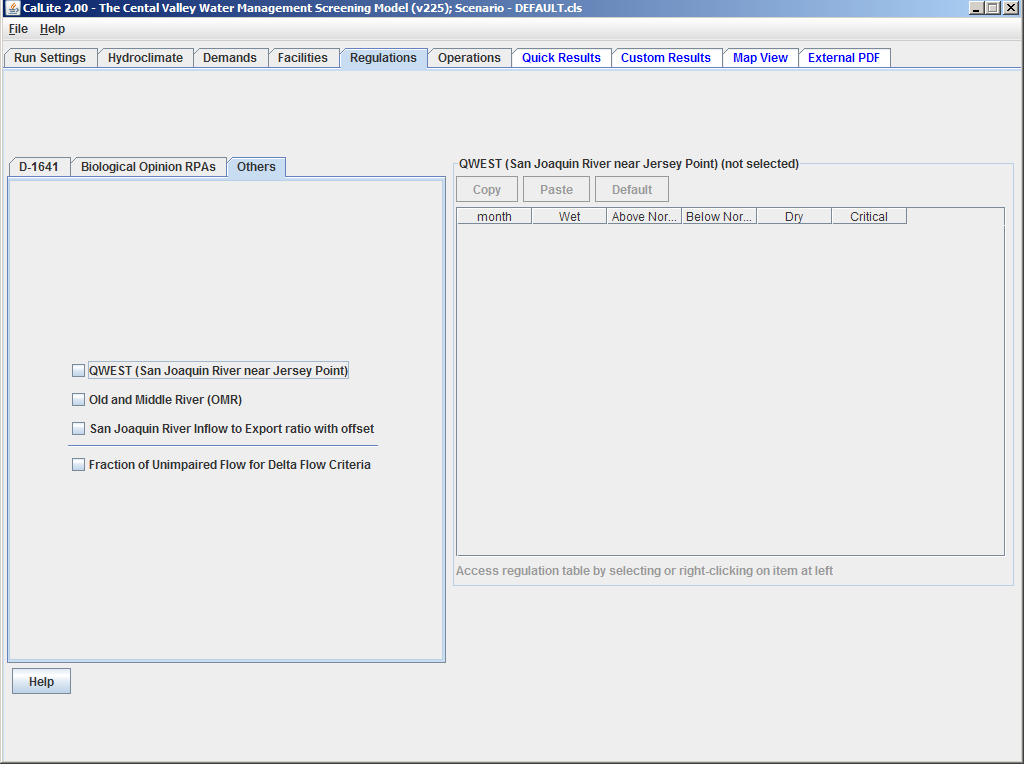 CalLite 2.00 - The Cental Valley Water Management Screening Model (v225); Scenario - DEFAULT.cls
File Help
Run Settings Hydroclimate Demands Facilities Regulations Operations Quick Results Custom Results Map View External PDF
D-1641 Biological Opinion RPAs Others
QWEST (San Joaquin River near Jersey Point)
Old and Middle River (OMR)
San Joaquin River Inflow to Export ratio with offset
Fraction of Unimpaired Flow for Delta Flow Criteria
Help
QWEST (San Joaquin River near Jersey Point) (not selected)
Copy Paste Default
month Wet Above Nor... Below Nor... Dry Critical
Access regulation table by selecting or right-clicking on item at left